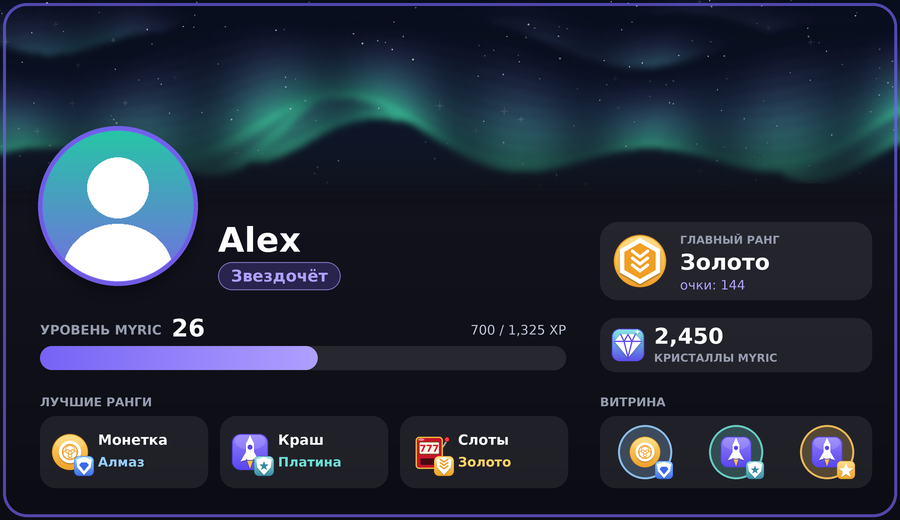 Alex
Звездочёт
ГЛАВНЫЙ РАНГ
Золото
очки: 144
УРОВЕНЬ MYRIC 26
700 / 1,325 XP
2,450
КРИСТАЛЛЫ MYRIC
ЛУЧШИЕ РАНГИ
Монетка
Алмаз
Краш
Платина
777
Слоты
Золото
ВИТРИНА